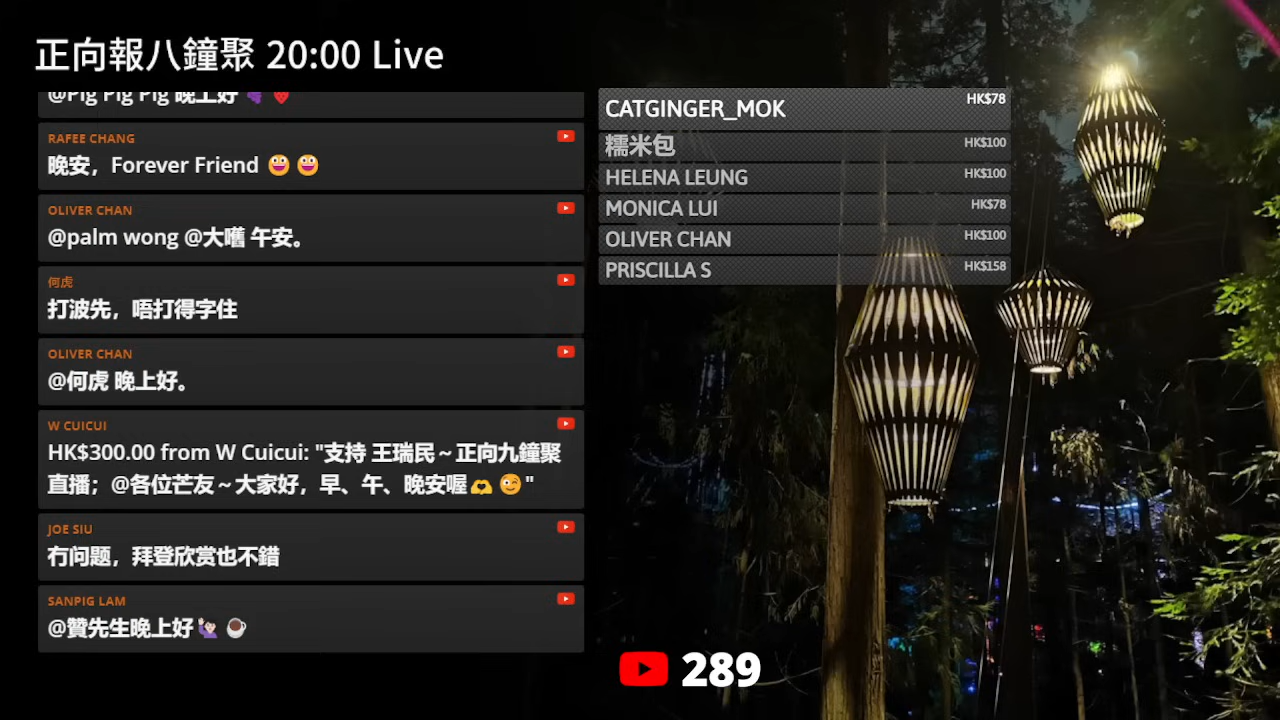 正向報八鐘聚 20:00 Live
@Pig Pig Pig 晚上好 🍇 🍓
RAFEE CHANG
晚安，Forever Friend 😀 😀
OLIVER CHAN
@palm wong @大嚿 午安。
何虎
打波先，唔打得字住
OLIVER CHAN
@何虎 晚上好。
W CUICUI
HK$300.00 from W Cuicui: "支持 王瑞民～正向九鐘聚
直播；@各位芒友～大家好，早、午、晚安喔🫶 😉"
JOE SIU
冇问题，拜登欣赏也不錯
SANPIG LAM
@贊先生晚上好🙋🏻‍♀️ ☕
CATGINGER_MOK HK$78
糯米包 HK$100
HELENA LEUNG HK$100
MONICA LUI HK$78
OLIVER CHAN HK$100
PRISCILLA S HK$158
289